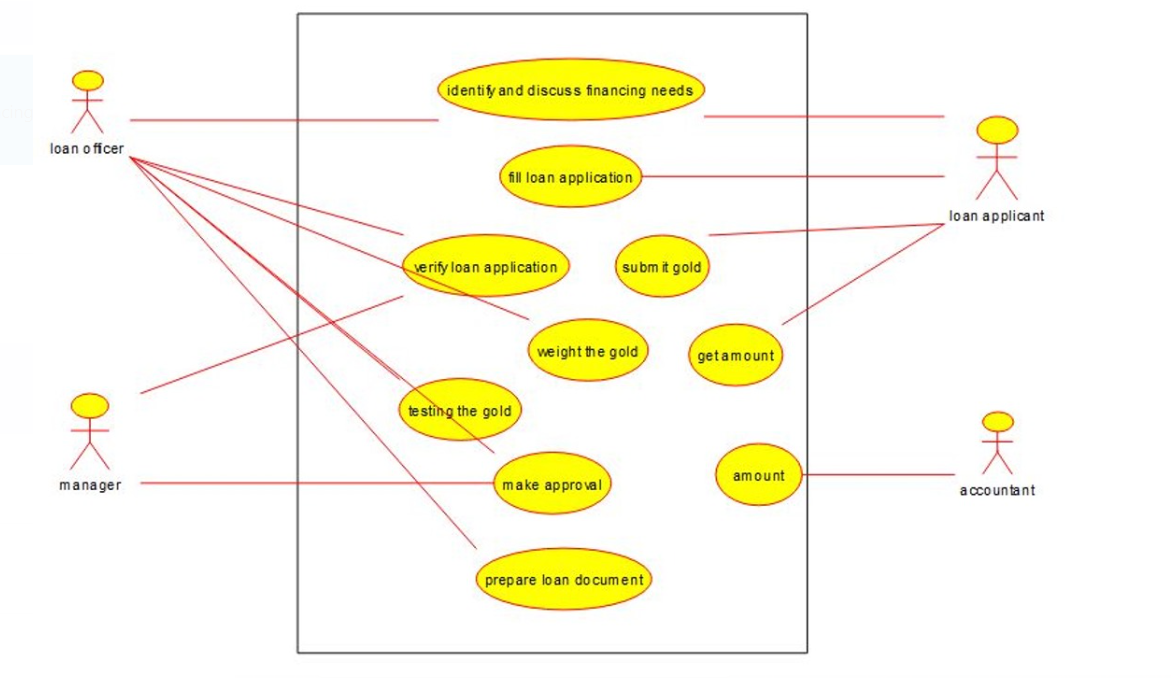 identify and discuss financing needs
loan officer
fill loan application
loan applicant
verify loan application
submit gold
weight the gold
get amount
testing the gold
manager
make approval
amount
accountant
prepare loan document